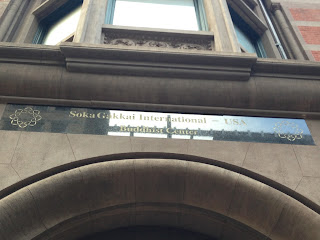 Soka Gakkai International – USA
Buddhist Center